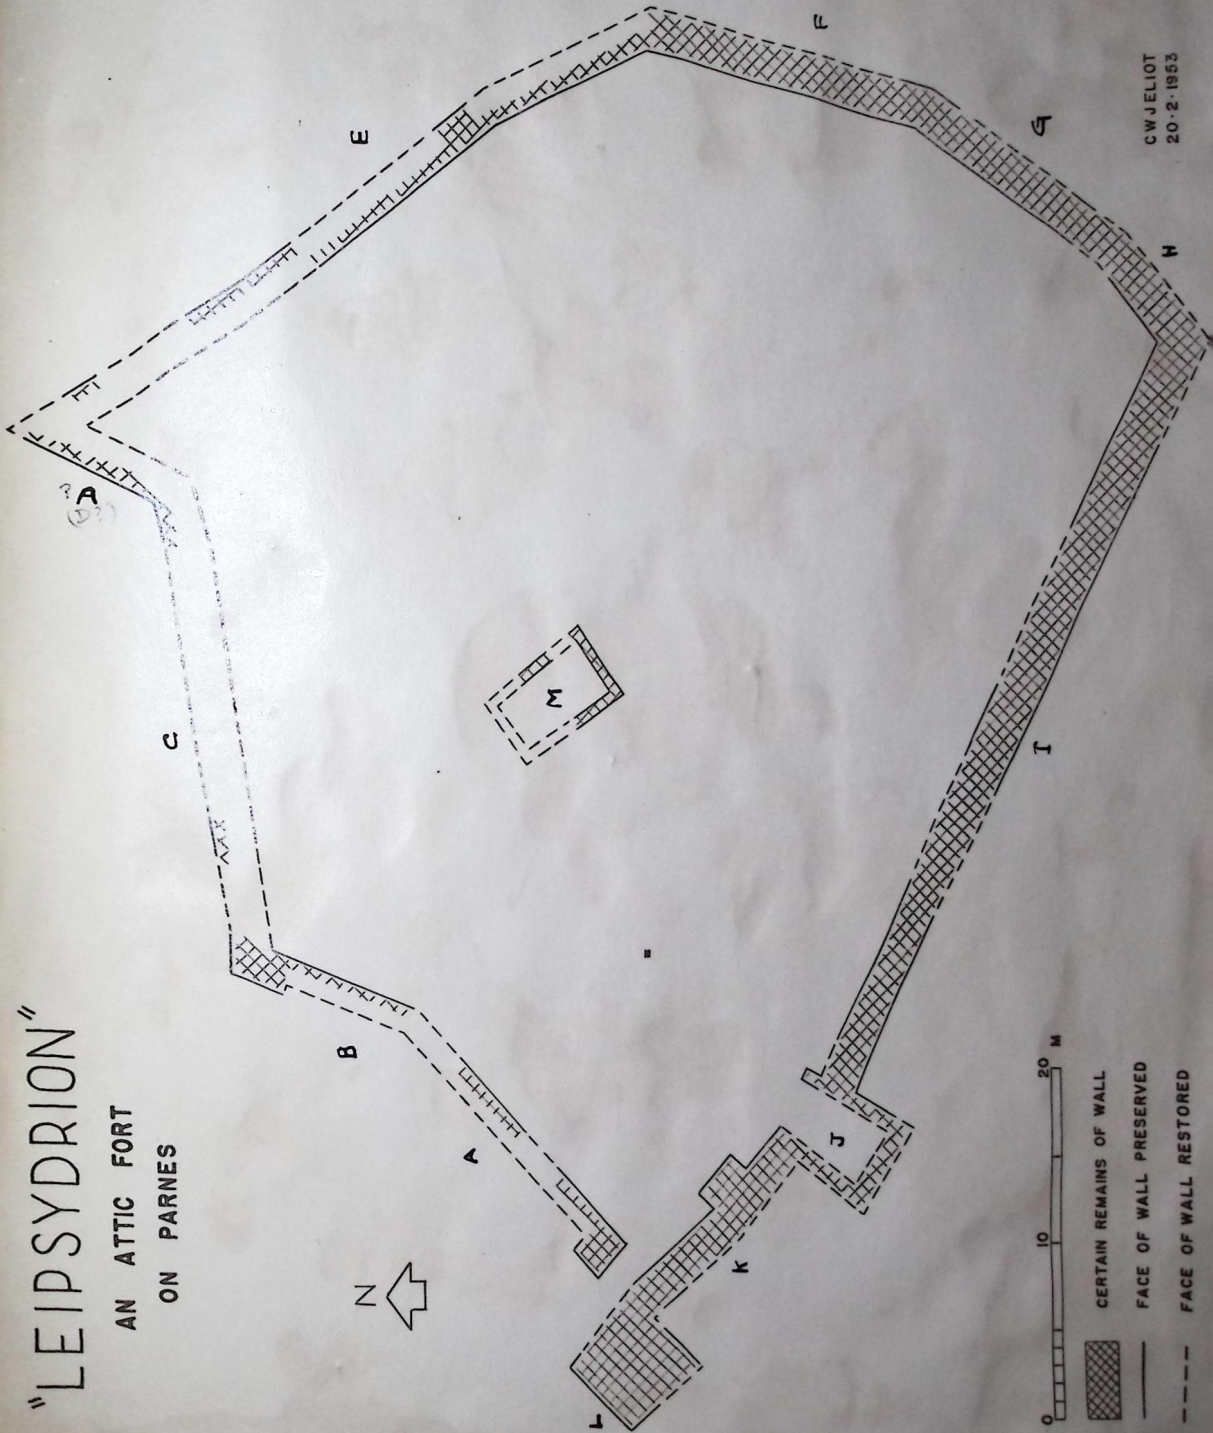 "LEIPSYDRION"
AN ATTIC FORT
ON PARNES
N
A
B
C
?
A
(D?)
E
F
G
H
I
J
K
L
M
CWJELIOT
20·2·1953
0 10 20 M
CERTAIN REMAINS OF WALL
FACE OF WALL PRESERVED
FACE OF WALL RESTORED